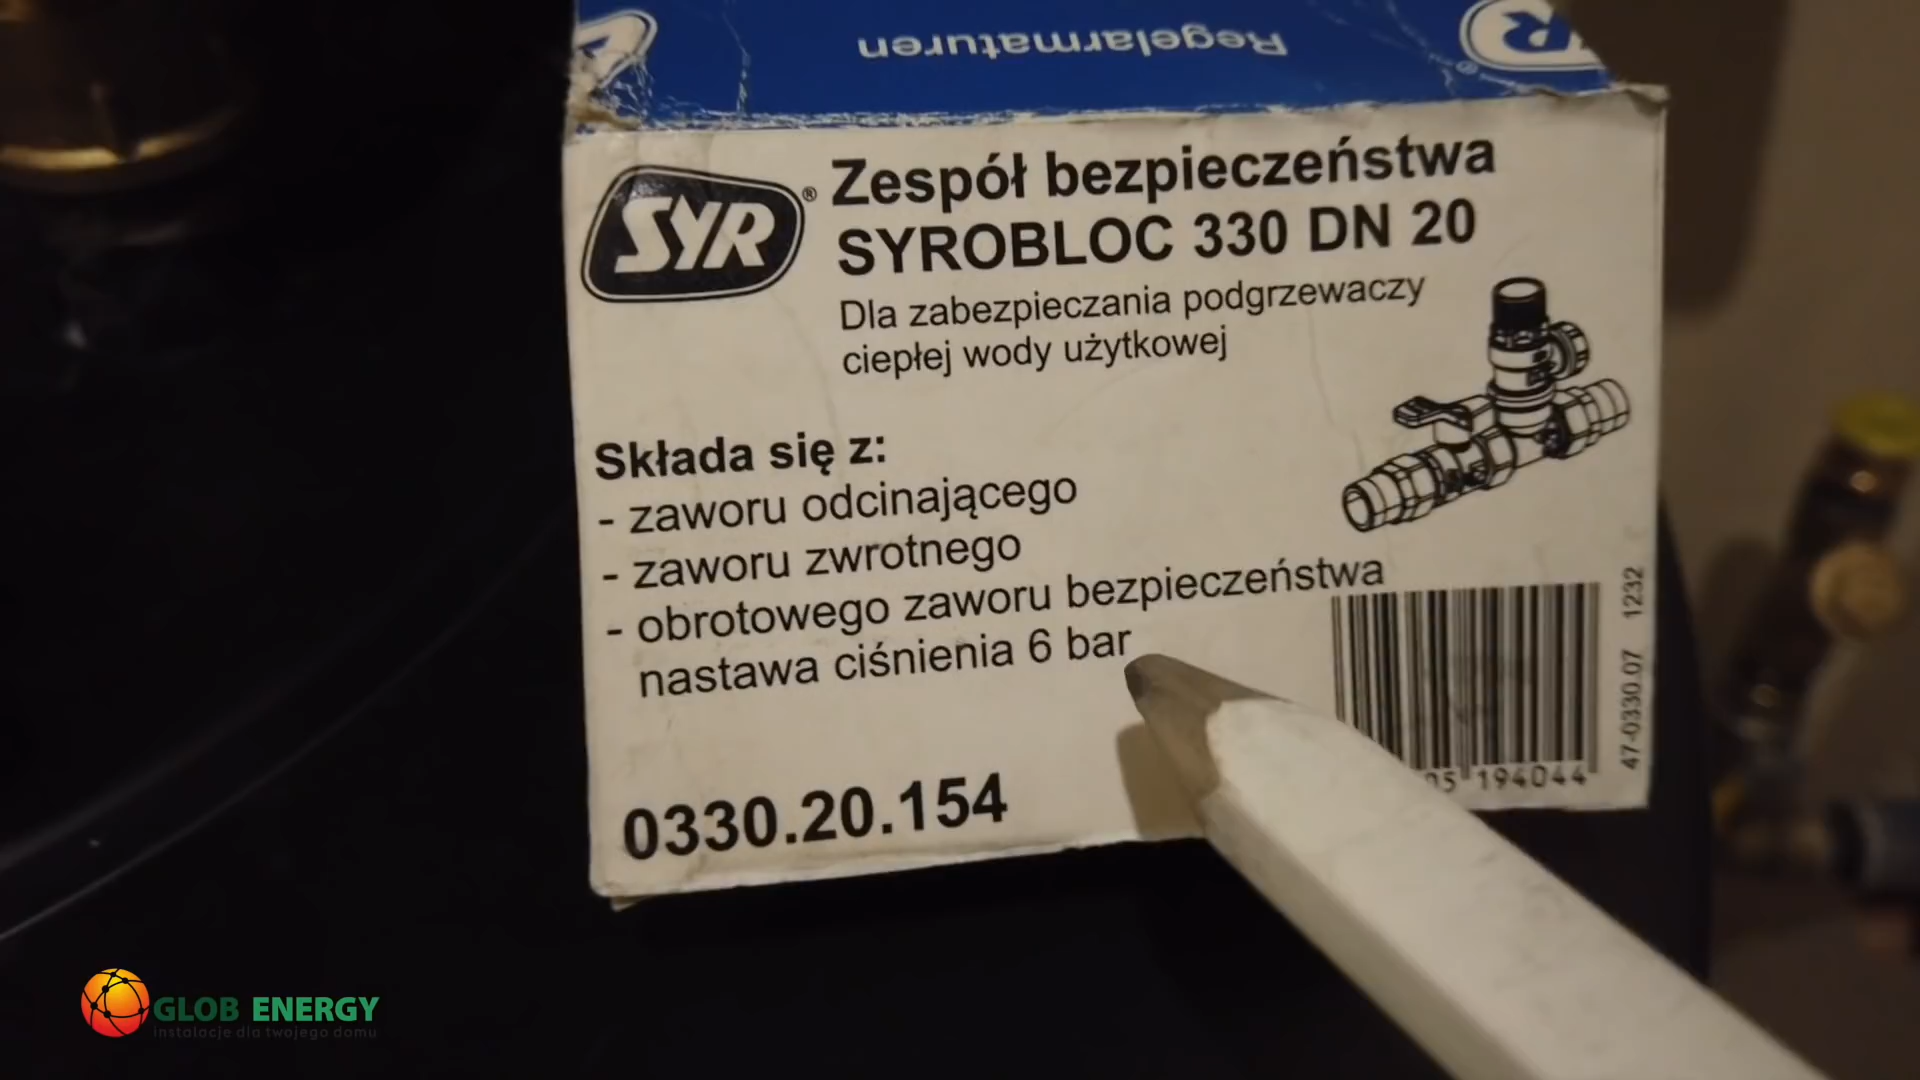 Regelarmaturen
SYR®
Zespół bezpieczeństwa
SYROBLOC 330 DN 20
Dla zabezpieczania podgrzewaczy
ciepłej wody użytkowej
Składa się z:
- zaworu odcinającego
- zaworu zwrotnego
- obrotowego zaworu bezpieczeństwa
nastawa ciśnienia 6 bar
0330.20.154
194044
47-0330.07 1232
GLOB ENERGY
instalacje dla twojego domu